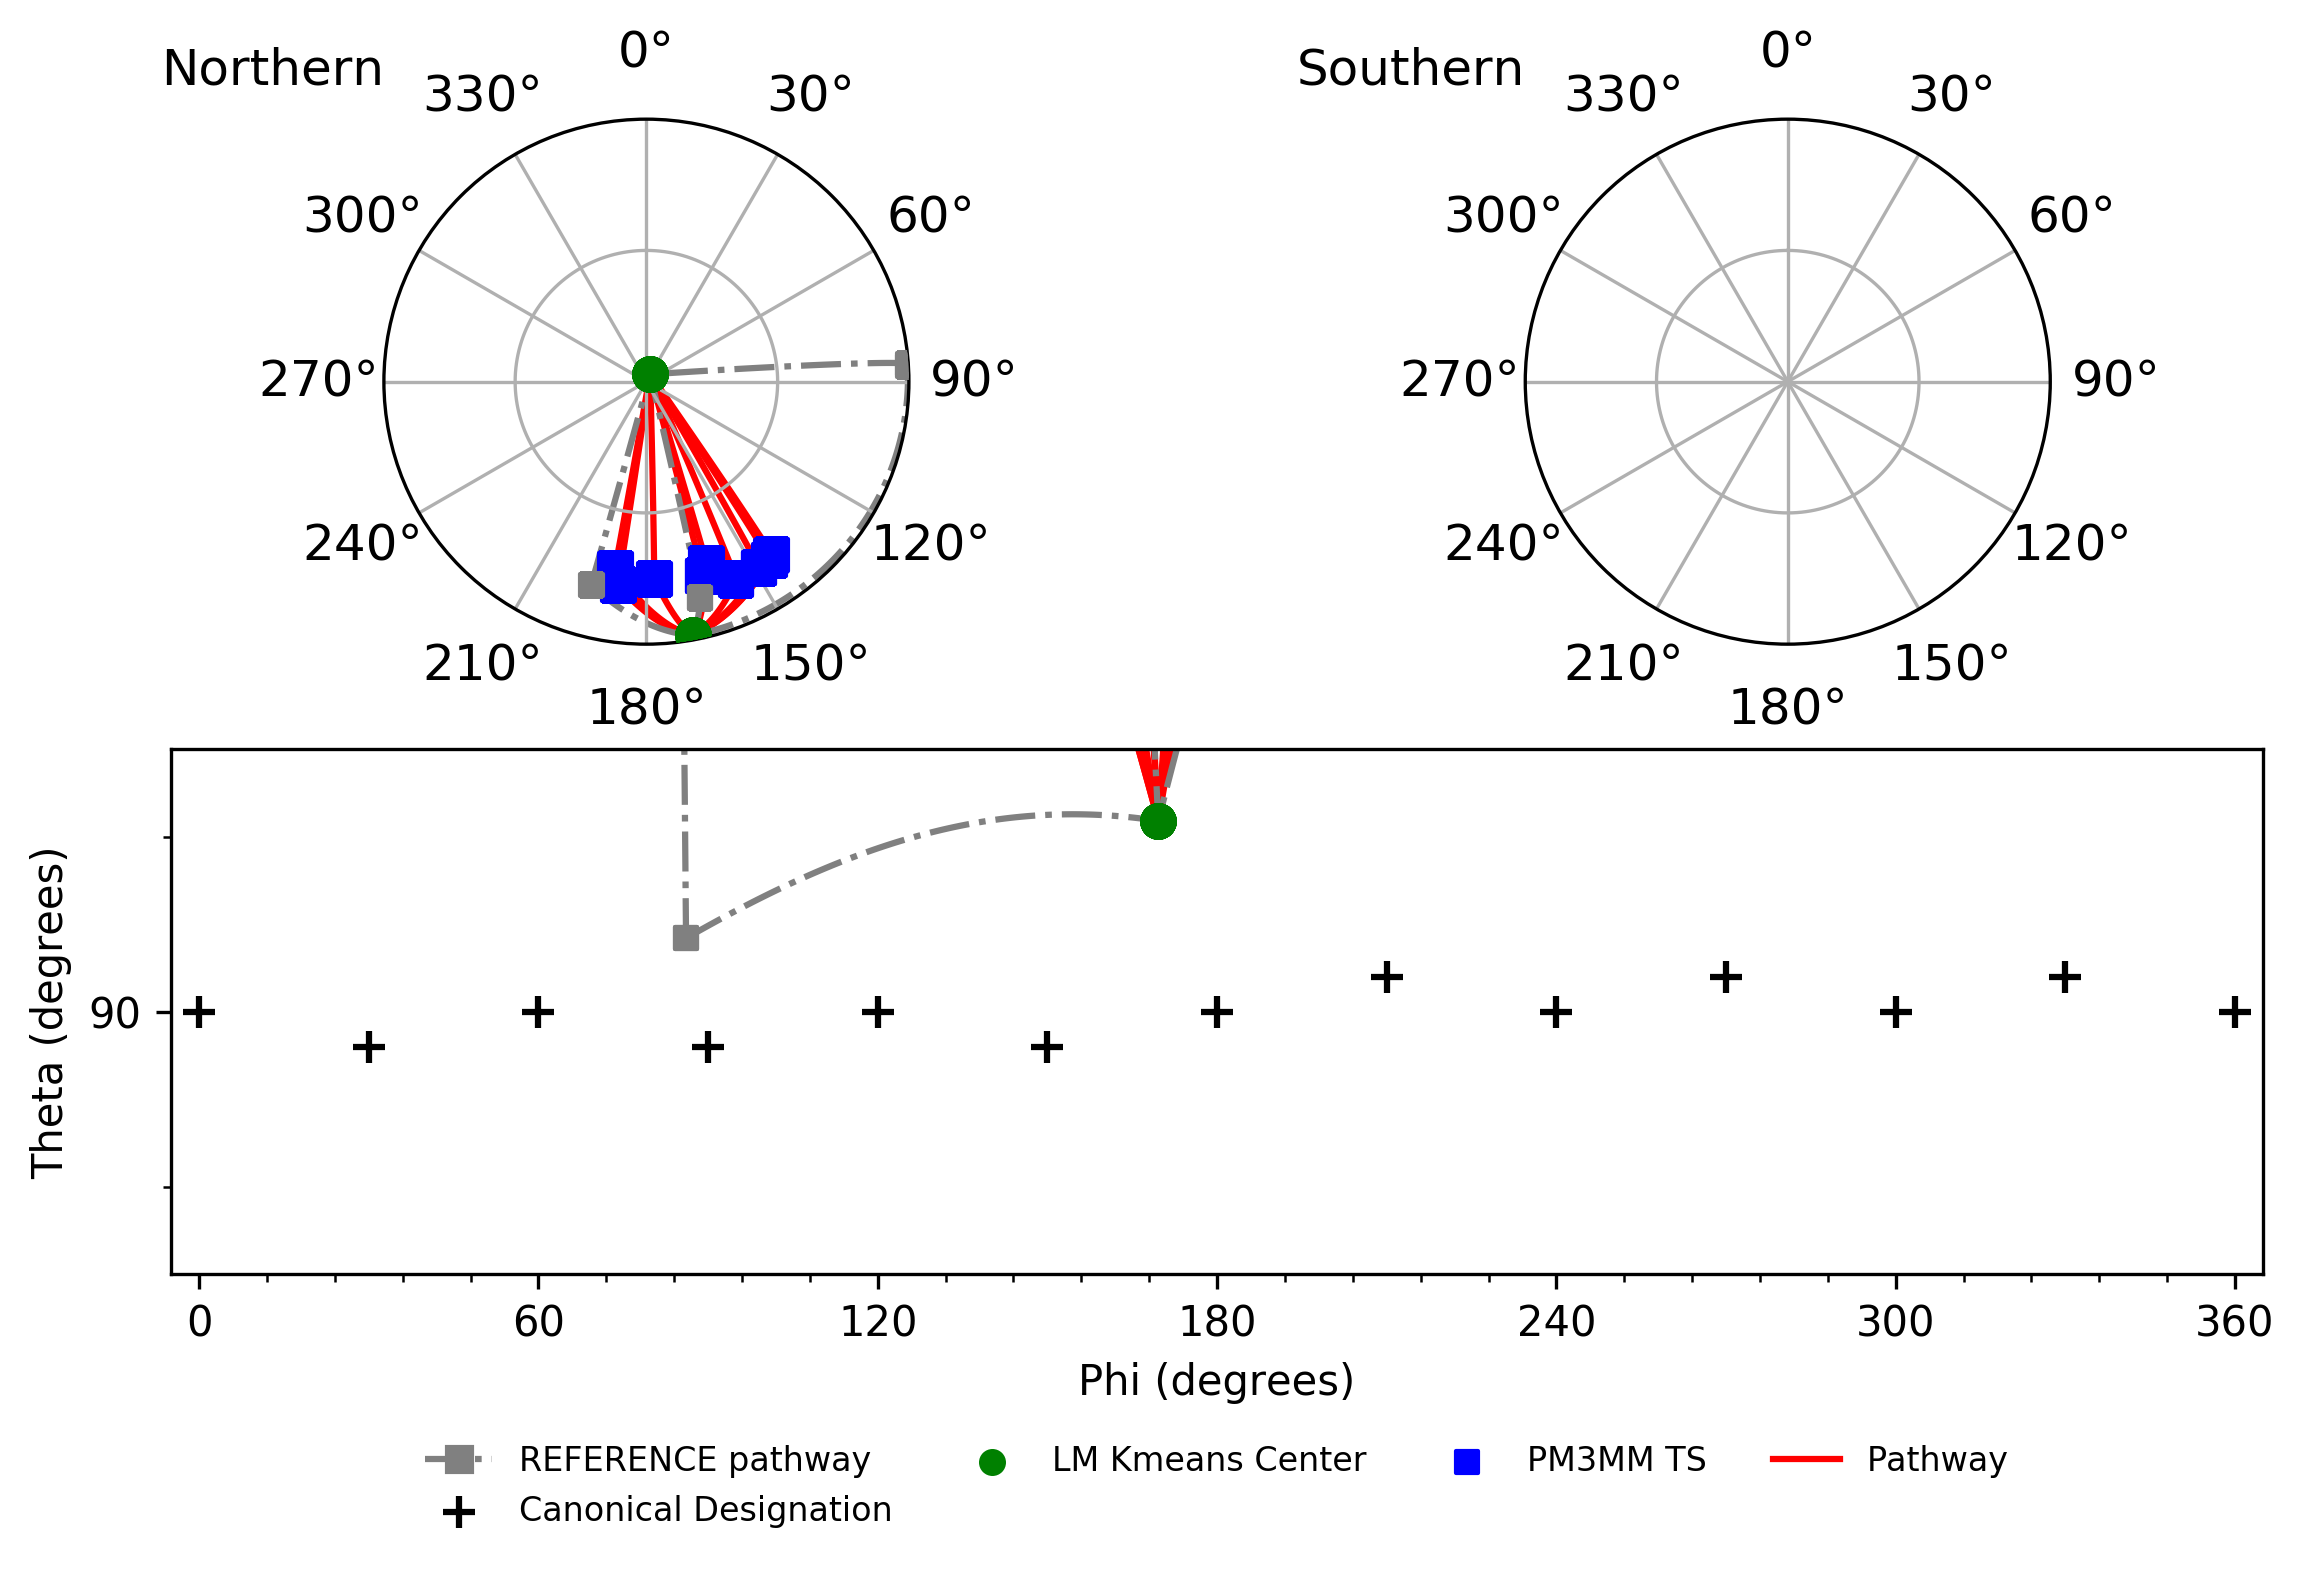 Northern
0°
30°
60°
90°
120°
150°
180°
210°
240°
270°
300°
330°
Southern
0°
30°
60°
90°
120°
150°
180°
210°
240°
270°
300°
330°
Theta (degrees)
90
0 60 120 180 240 300 360
Phi (degrees)
REFERENCE pathway
Canonical Designation
LM Kmeans Center
PM3MM TS
Pathway